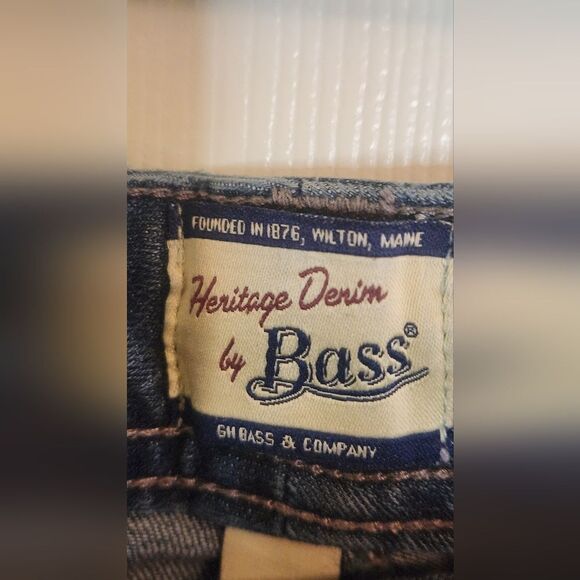 FOUNDED IN 1876, WILTON, MAINE
Heritage Denim
by Bass®
GH BASS & COMPANY